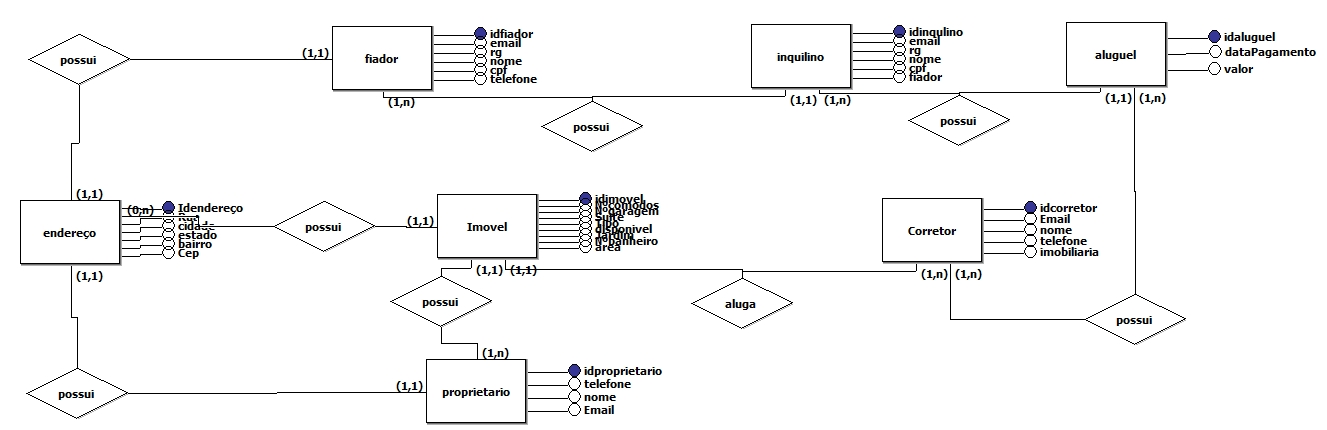 possui
(1,1)
fiador
idfiador
email
rg
nome
cpf
telefone
(1,n)
possui
inquilino
idinqulino
email
rg
nome
cpf
fiador
(1,1)
(1,n)
possui
aluguel
idaluguel
dataPagamento
valor
(1,1)
(1,n)
(1,1)
endereço
(0,n)
Idendereço
cidade
estado
bairro
Cep
(1,1)
possui
(1,1)
Imovel
idimovel
Nºcomodos
Nºgaragem
Suite
Tipo
disponivel
Jardim
Nºbanheiro
area
(1,1)
(1,1)
possui
aluga
Corretor
idcorretor
Email
nome
telefone
imobiliaria
(1,n)
(1,n)
possui
possui
(1,1)
(1,n)
proprietario
idproprietario
telefone
nome
Email